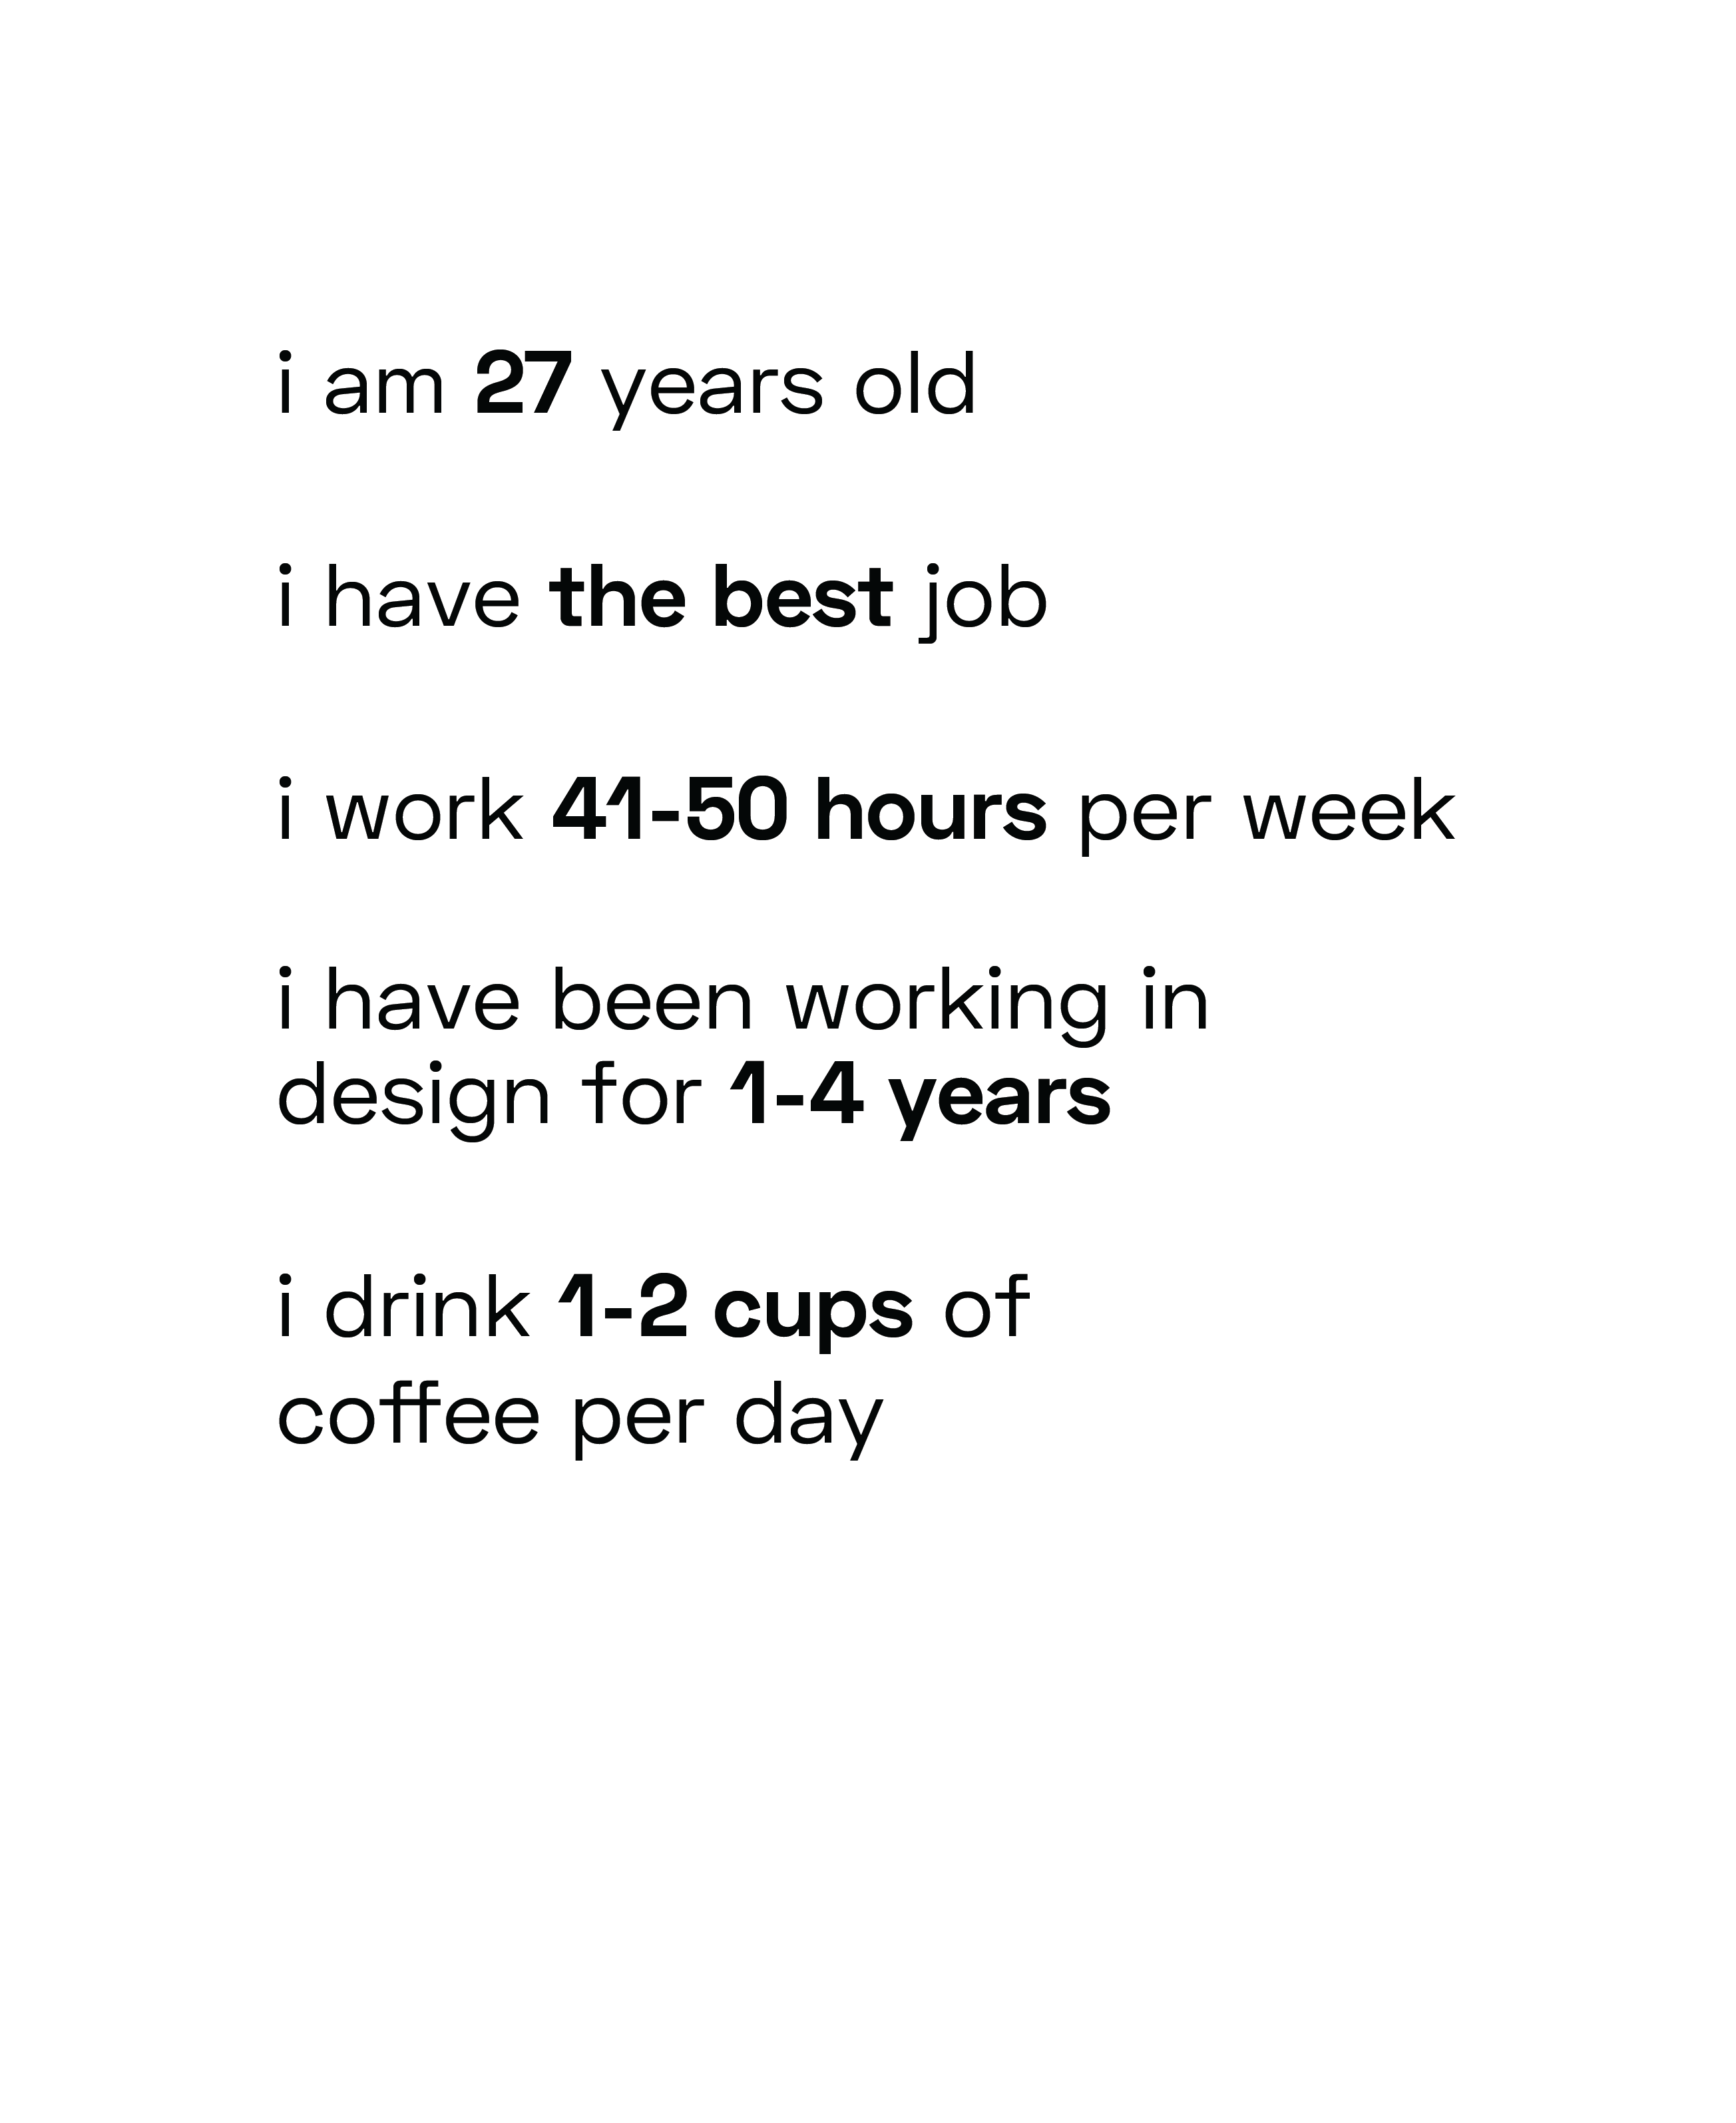 i am 27 years old
i have the best job
i work 41-50 hours per week
i have been working in
design for 1-4 years
i drink 1-2 cups of
coffee per day